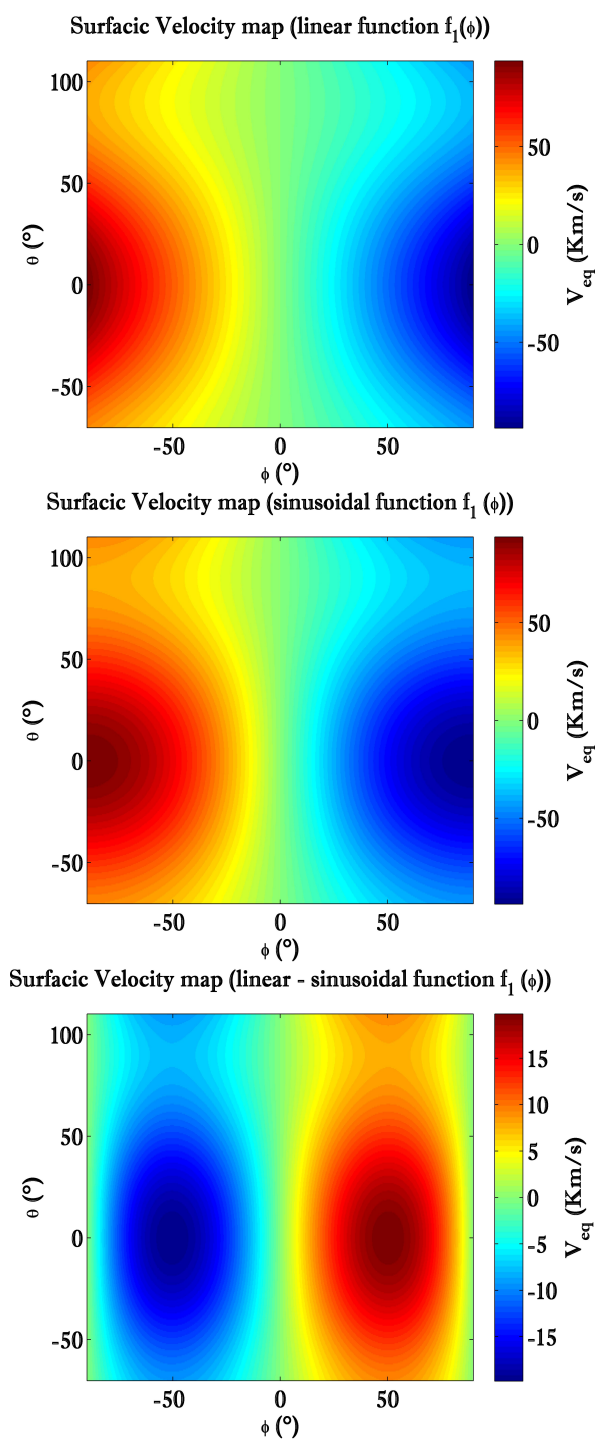 Surfacic Velocity map (linear function f1(ϕ))
100
50
0
-50
θ (°)
-50 0 50
ϕ (°)
50
0
-50
Veq (Km/s)
Surfacic Velocity map (sinusoidal function f1 (ϕ))
100
50
0
-50
θ (°)
-50 0 50
ϕ (°)
50
0
-50
Veq (Km/s)
Surfacic Velocity map (linear - sinusoidal function f1 (ϕ))
100
50
0
-50
θ (°)
-50 0 50
ϕ (°)
15
10
5
0
-5
-10
-15
Veq (Km/s)